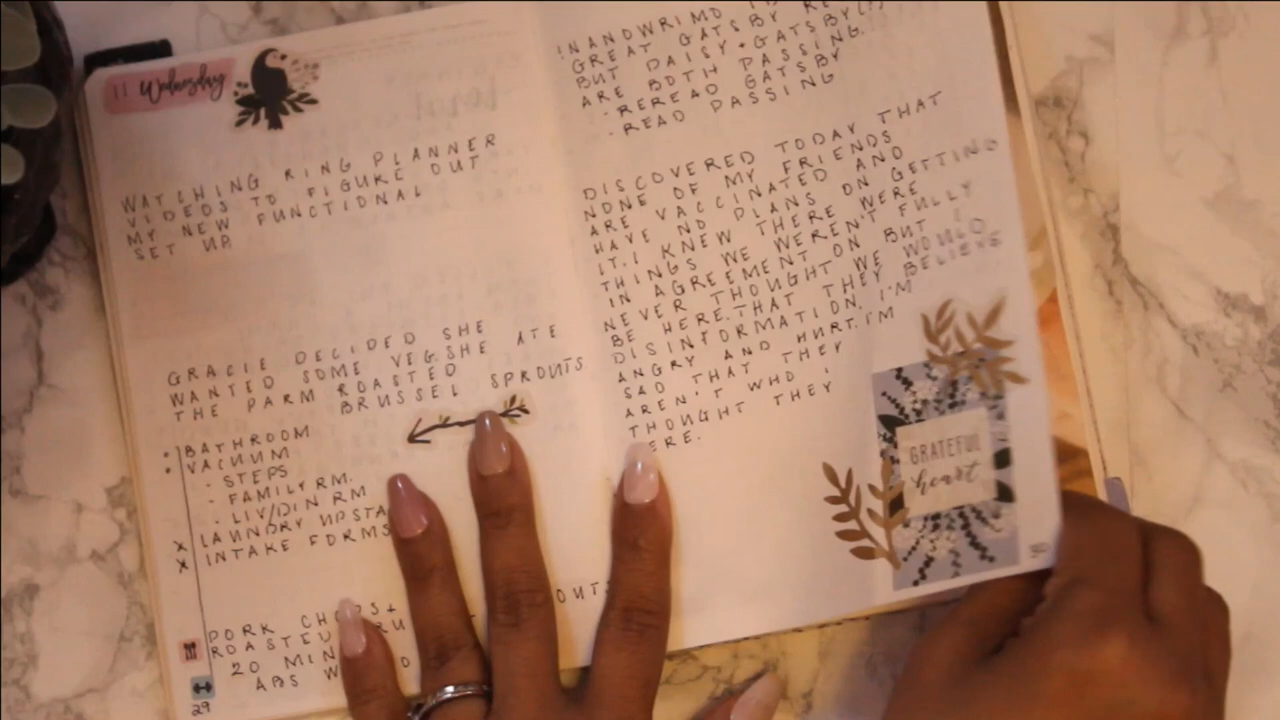 11 Wednesday
WATCHING RING PLANNER
VIDEOS TO FIGURE OUT
MY NEW FUNCTIONAL
SET UP
GRACIE DECIDED SHE
WANTED SOME VEG. SHE ATE
THE PARM ROASTED
BRUSSEL SPROUTS
• BATHROOM
• VACUUM
- STEPS
- FAMILY RM.
- LIV/DIN RM
X LAUNDRY
X INTAKE FORMS
PORK
20 MIN
ABS
29
NANOWRIMO
GREAT GATSBY
BUT DAISY + GATSBY
ARE BOTH PASSING.
- REREAD GATSBY
- READ PASSING
DISCOVERED TODAY THAT
NONE OF MY FRIENDS
ARE VACCINATED AND
HAVE NO PLANS ON GETTING
IT. I KNEW THERE WERE
THINGS WE WEREN'T FULLY
IN AGREEMENT ON BUT
NEVER THOUGHT WE WOULD
BE HERE. THAT THEY BELIEVE
DISINFORMATION. I'M
ANGRY AND HURT. I'M
SAD THAT THEY
AREN'T WHO I
THOUGHT THEY
ERE.
GRATEFUL
heart
30